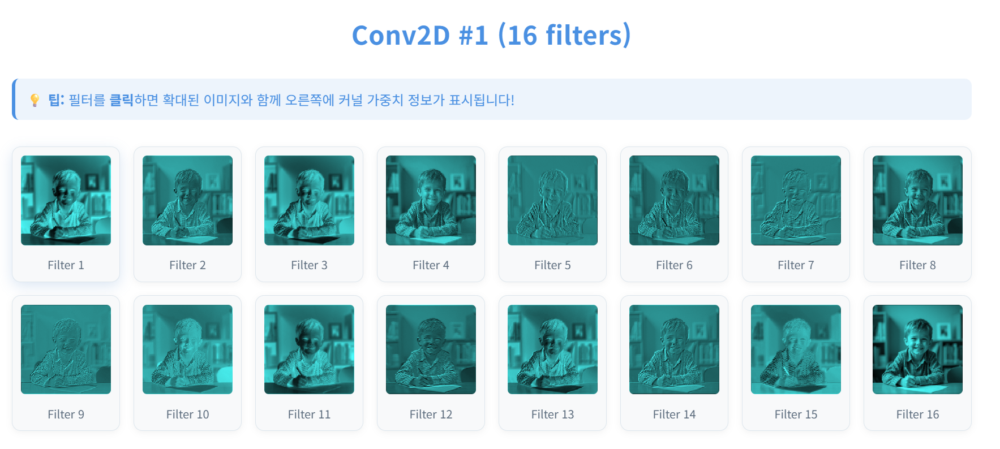 Conv2D #1 (16 filters)
💡 팁: 필터를 클릭하면 확대된 이미지와 함께 오른쪽에 커널 가중치 정보가 표시됩니다!
Filter 1
Filter 2
Filter 3
Filter 4
Filter 5
Filter 6
Filter 7
Filter 8
Filter 9
Filter 10
Filter 11
Filter 12
Filter 13
Filter 14
Filter 15
Filter 16